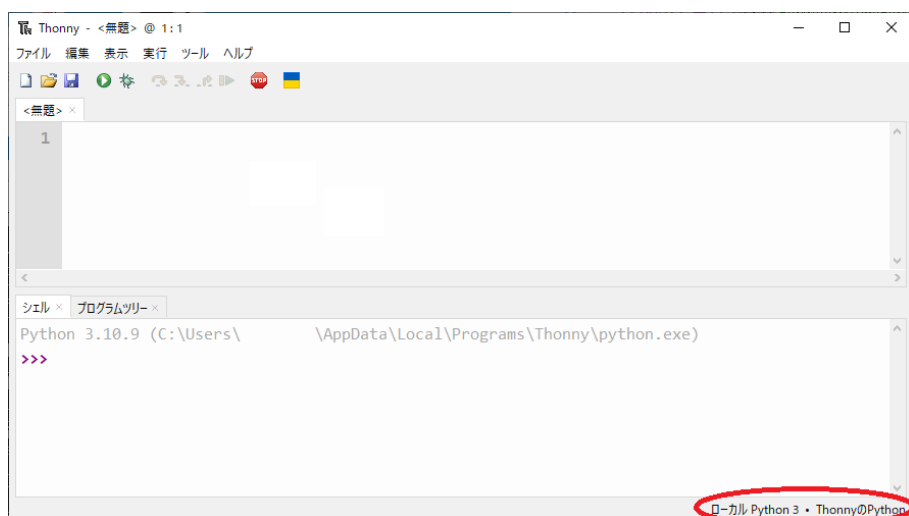 Thonny - <無題> @ 1:1
ファイル 編集 表示 実行 ツール ヘルプ
STOP
<無題> ×
1
シェル × プログラムツリー ×
Python 3.10.9 (C:\Users\ \AppData\Local\Programs\Thonny\python.exe)
>>>
ローカル Python 3 • ThonnyのPython